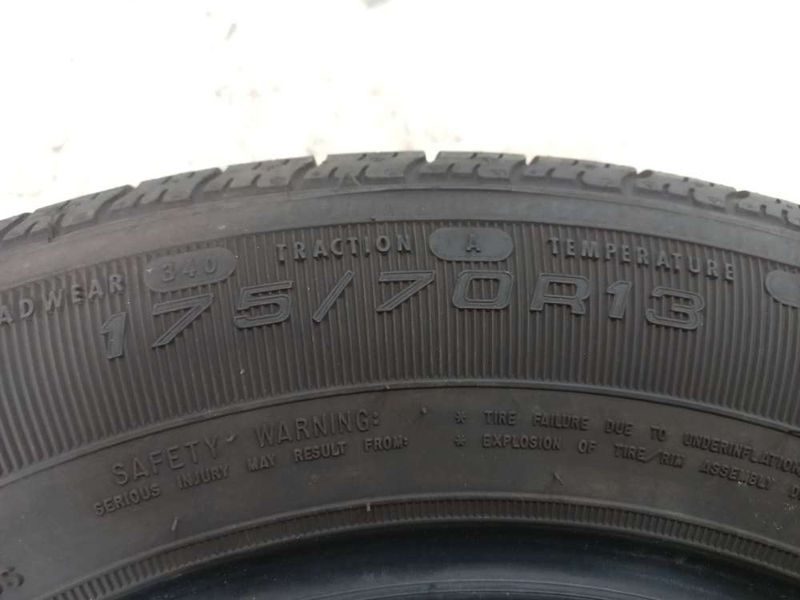 ADWEAR 340 TRACTION A TEMPERATURE
175/70R13
SAFETY WARNING:
SERIOUS INJURY MAY RESULT FROM:
* TIRE FAILURE DUE TO UNDERINFLATION
* EXPLOSION OF TIRE/RIM ASSEMBLY D